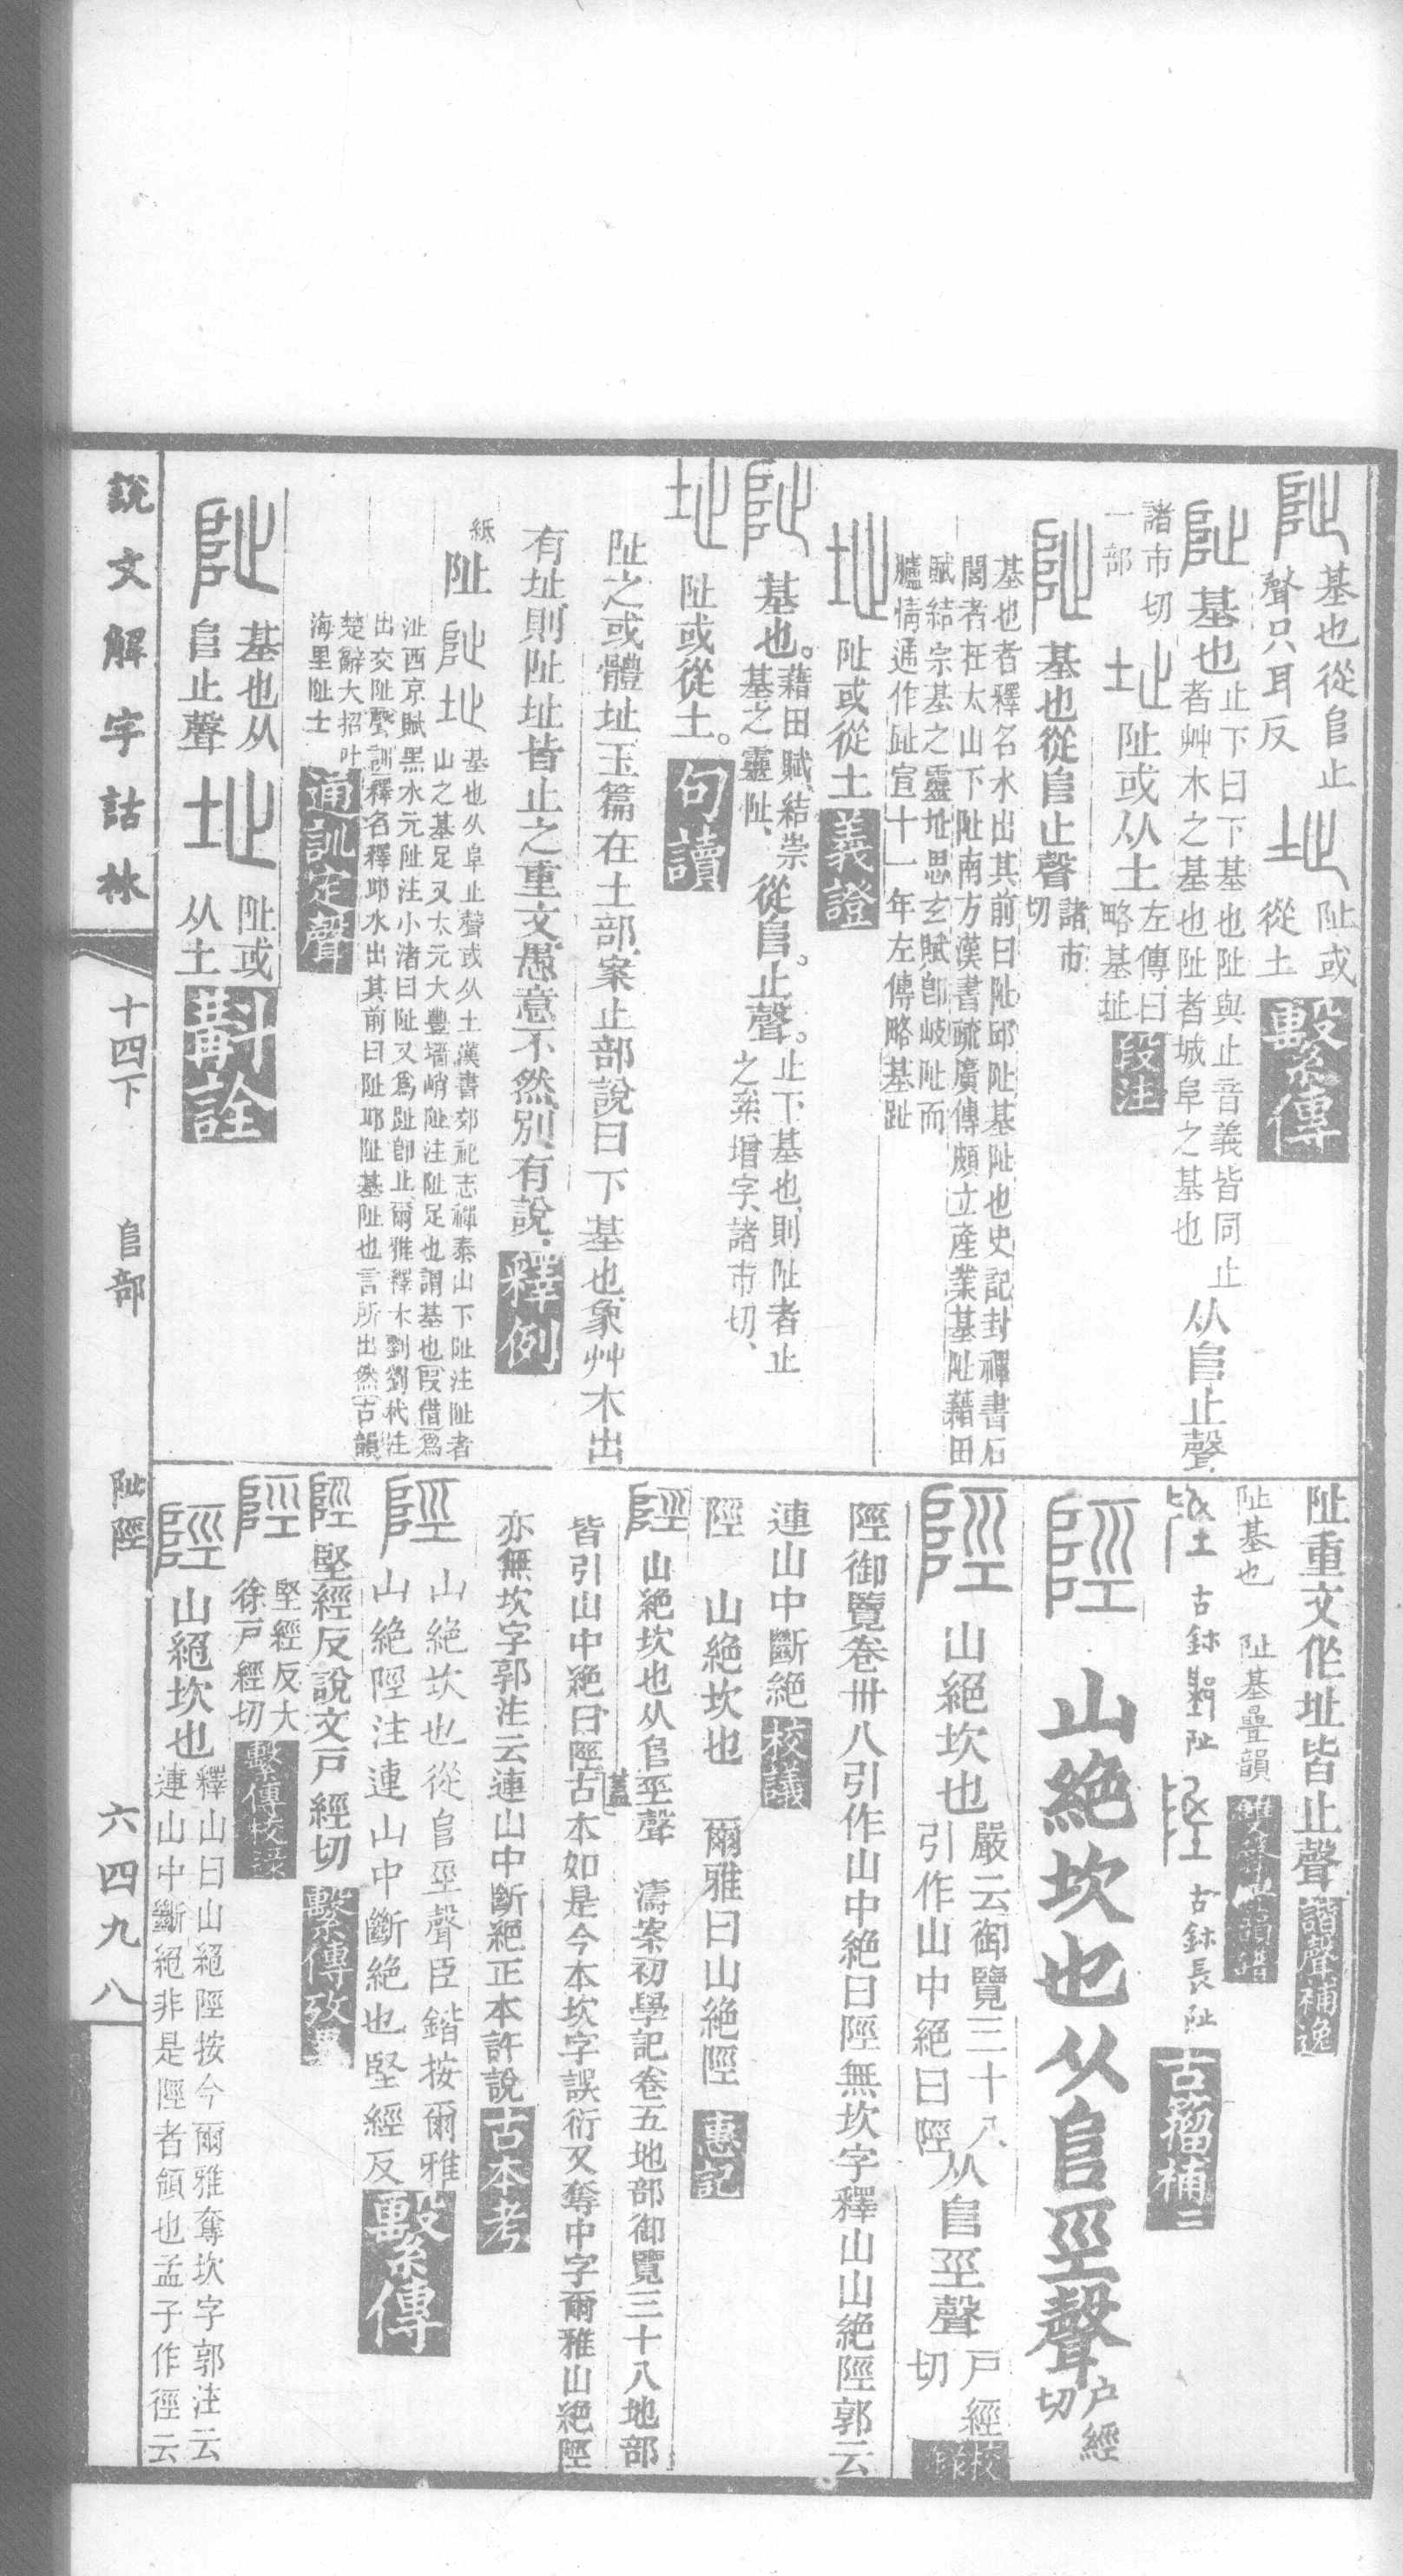 阯 基也從𨸏止
聲只耳反
址 阯或
從土 繫傳
阯 基也 止下曰下基也阯與止音義皆同止
者艸木之基也阯者城阜之基也 从𨸏止聲
諸市切
一部
址 阯或从土 左傳曰
略基址 段注
阯 基也從𨸏止聲 諸市
切
基也者釋名水出其前曰阯邱阯基阯也史記封禪書石
閭者在太山下阯南方漢書疏廣傳頗立產業基阯藉田
賦結宗基之靈址思玄賦卽岐阯而
臚情通作趾宣十一年左傳略基趾
址 阯或從土 義證
阯 基也。 藉田賦、結崇
基之靈阯、 從𨸏。止聲。 止下基也、則阯者止
之絫增字、諸市切、
址 阯或從土。 句讀
阯之或體址玉篇在土部、案止部說曰下基也、象艸木出
有址、則阯址皆止之重文、愚意不然、別有說. 釋例
紙
阯 阯址 基也从阜止聲或从土漢書郊祀志禪泰山下阯注阯者
山之基足又太元大豐墻峭阯注阯足也謂基也〔叚借〕爲
沚西京賦黑水元阯注小渚曰阯又爲趾卽止爾雅釋木劉劉杙注
出交阯〔聲訓〕釋名釋邱水出其前曰阯邱阯基阯也言所出然〔古韻〕
楚辭大招叶
海里阯士 通訓定聲
阯 基也从
𨸏止聲
址 阯或
从土 斠詮
阯重文作址皆止聲 諧聲補逸
阯基也 阯基疊韻
古鉥 阯
古鉥長阯 古籀補二
陘 山絕坎也从𨸏巠聲 戶經
切
陘 山絕坎也 嚴云御覽三十八
引作山中絕曰陘 从𨸏巠聲 戶經
切 校錄
陘御覽卷卅八引作山中絕曰陘無坎字釋山山絕陘郭云
連山中斷絕 校議
陘 山絕坎也 爾雅曰山絕陘 惠記
陘 山絕坎也从𨸏巠聲 濤案初學記卷五地部御覽三十八地部
皆引山中絕曰陘蓋古本如是今本坎字誤衍又奪中字爾雅山絕陘
亦無坎字郭注云連山中斷絕正本許說 古本考
陘 山絕坎也從𨸏巠聲臣鍇按爾雅
山絕陘注連山中斷絕也堅經反 繫傳
陘 堅經反說文戶經切 繫傳攷異
陘 堅經反大
徐戶經切 繫傳校錄
陘 山絕坎也 釋山曰山絕陘按今爾雅奪坎字郭注云
連山中斷絕非是陘者領也孟子作徑云
說文解字詁林
十四下
𨸏部
阯陘
六四九八